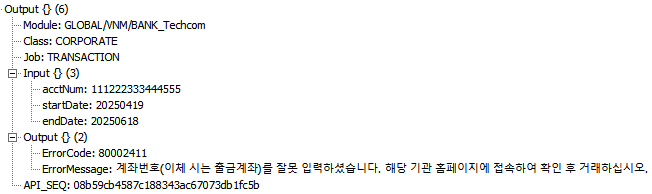 Output {} (6)
Module: GLOBAL/VNM/BANK_Techcom
Class: CORPORATE
Job: TRANSACTION
Input {} (3)
acctNum: 111222333444555
startDate: 20250419
endDate: 20250618
Output {} (2)
ErrorCode: 80002411
ErrorMessage: 계좌번호(이체 시는 출금계좌)를 잘못 입력하셨습니다. 해당 기관 홈페이지에 접속하여 확인 후 거래하십시오.
API_SEQ: 08b59cb4587c188343ac67073db1fc5b